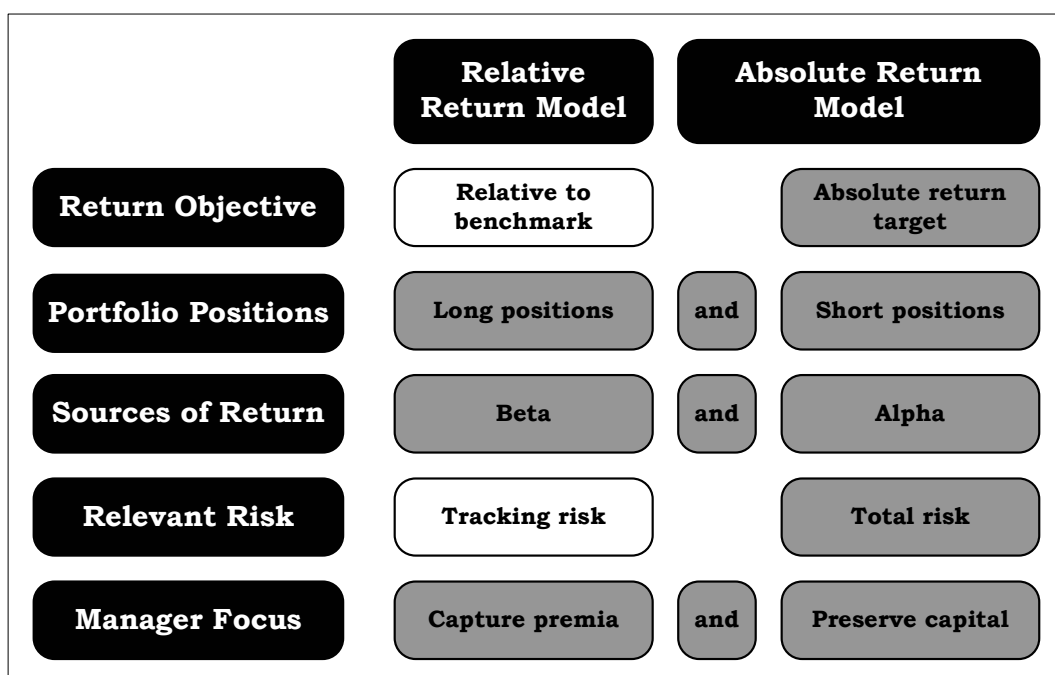 Relative
Return Model
Absolute Return
Model
Return Objective
Relative to
benchmark
Absolute return
target
Portfolio Positions
Long positions
and
Short positions
Sources of Return
Beta
and
Alpha
Relevant Risk
Tracking risk
Total risk
Manager Focus
Capture premia
and
Preserve capital